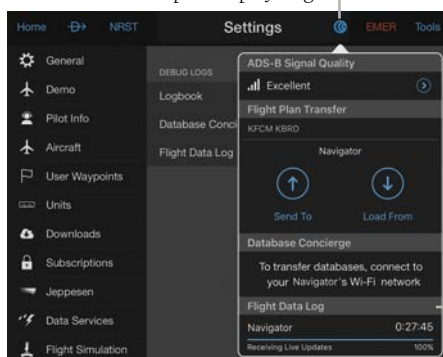 Home NRST Settings EMER Tools
General
Demo
Pilot Info
Aircraft
User Waypoints
Units
Downloads
Subscriptions
Jeppesen
Data Services
Flight Simulation
DEBUG LOGS
Logbook
Database Conci
Flight Data Log
ADS-B Signal Quality
Excellent
Flight Plan Transfer
KFCM KBRD
Navigator
Send To Load From
Database Concierge
To transfer databases, connect to
your Navigator's Wi-Fi network
Flight Data Log
Navigator 0:27:45
Receiving Live Updates 100%